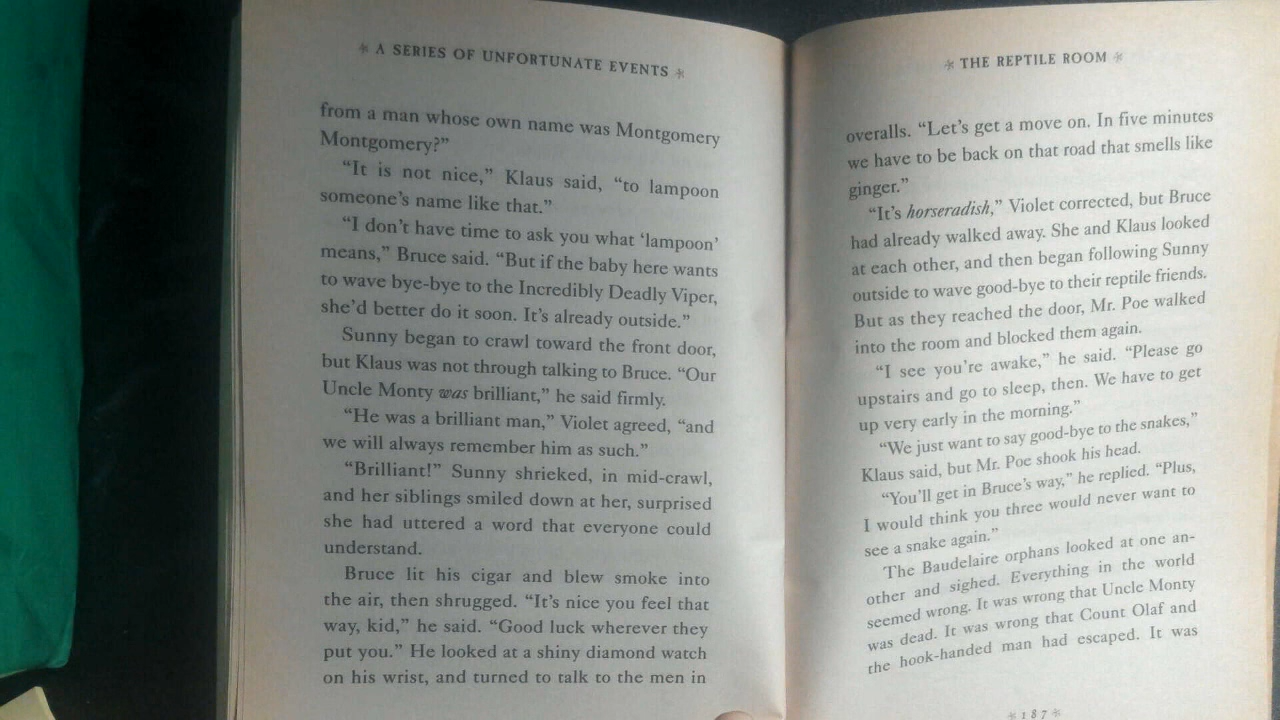 * A SERIES OF UNFORTUNATE EVENTS *
from a man whose own name was Montgomery
Montgomery?”
“It is not nice,” Klaus said, “to lampoon
someone’s name like that.”
“I don’t have time to ask you what ‘lampoon’
means,” Bruce said. “But if the baby here wants
to wave bye-bye to the Incredibly Deadly Viper,
she’d better do it soon. It’s already outside.”
Sunny began to crawl toward the front door,
but Klaus was not through talking to Bruce. “Our
Uncle Monty was brilliant,” he said firmly.
“He was a brilliant man,” Violet agreed, “and
we will always remember him as such.”
“Brilliant!” Sunny shrieked, in mid-crawl,
and her siblings smiled down at her, surprised
she had uttered a word that everyone could
understand.
Bruce lit his cigar and blew smoke into
the air, then shrugged. “It’s nice you feel that
way, kid,” he said. “Good luck wherever they
put you.” He looked at a shiny diamond watch
on his wrist, and turned to talk to the men in
* THE REPTILE ROOM *
overalls. “Let’s get a move on. In five minutes
we have to be back on that road that smells like
ginger.”
“It’s horseradish,” Violet corrected, but Bruce
had already walked away. She and Klaus looked
at each other, and then began following Sunny
outside to wave good-bye to their reptile friends.
But as they reached the door, Mr. Poe walked
into the room and blocked them again.
“I see you’re awake,” he said. “Please go
upstairs and go to sleep, then. We have to get
up very early in the morning.”
“We just want to say good-bye to the snakes,”
Klaus said, but Mr. Poe shook his head.
“You’ll get in Bruce’s way,” he replied. “Plus,
I would think you three would never want to
see a snake again.”
The Baudelaire orphans looked at one an-
other and sighed. Everything in the world
seemed wrong. It was wrong that Uncle Monty
was dead. It was wrong that Count Olaf and
the hook-handed man had escaped. It was
* 187 *